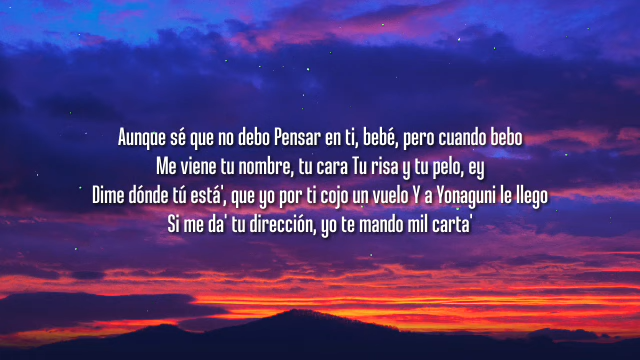 Aunque sé que no debo Pensar en ti, bebé, pero cuando bebo
Me viene tu nombre, tu cara Tu risa y tu pelo, ey
Dime dónde tú está', que yo por ti cojo un vuelo Y a Yonaguni le llego
Si me da' tu dirección, yo te mando mil carta'